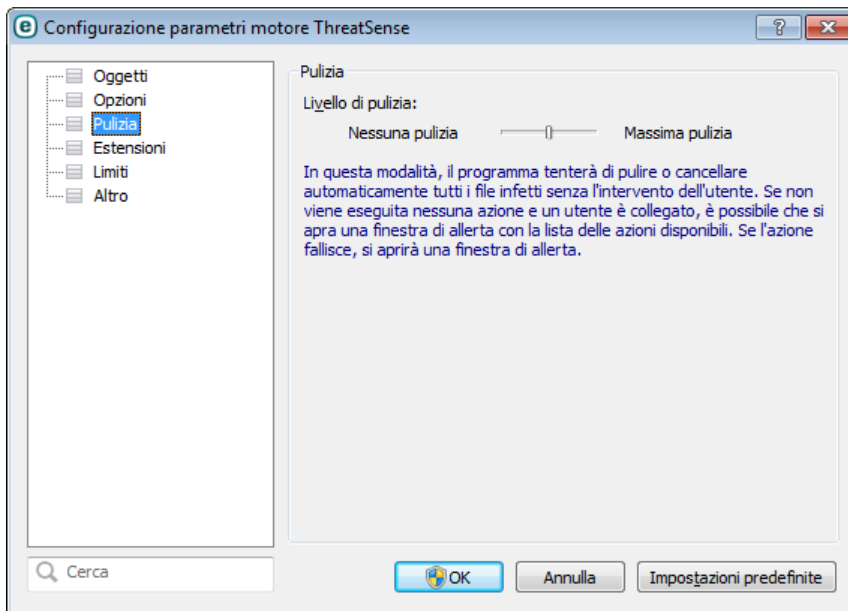 e Configurazione parametri motore ThreatSense
?
Oggetti
Opzioni
Pulizia
Estensioni
Limiti
Altro
Cerca
Pulizia
Livello di pulizia:
Nessuna pulizia Massima pulizia
In questa modalità, il programma tenterà di pulire o cancellare
automaticamente tutti i file infetti senza l'intervento dell'utente. Se non
viene eseguita nessuna azione e un utente è collegato, è possibile che si
apra una finestra di allerta con la lista delle azioni disponibili. Se l'azione
fallisce, si aprirà una finestra di allerta.
OK Annulla Impostazioni predefinite